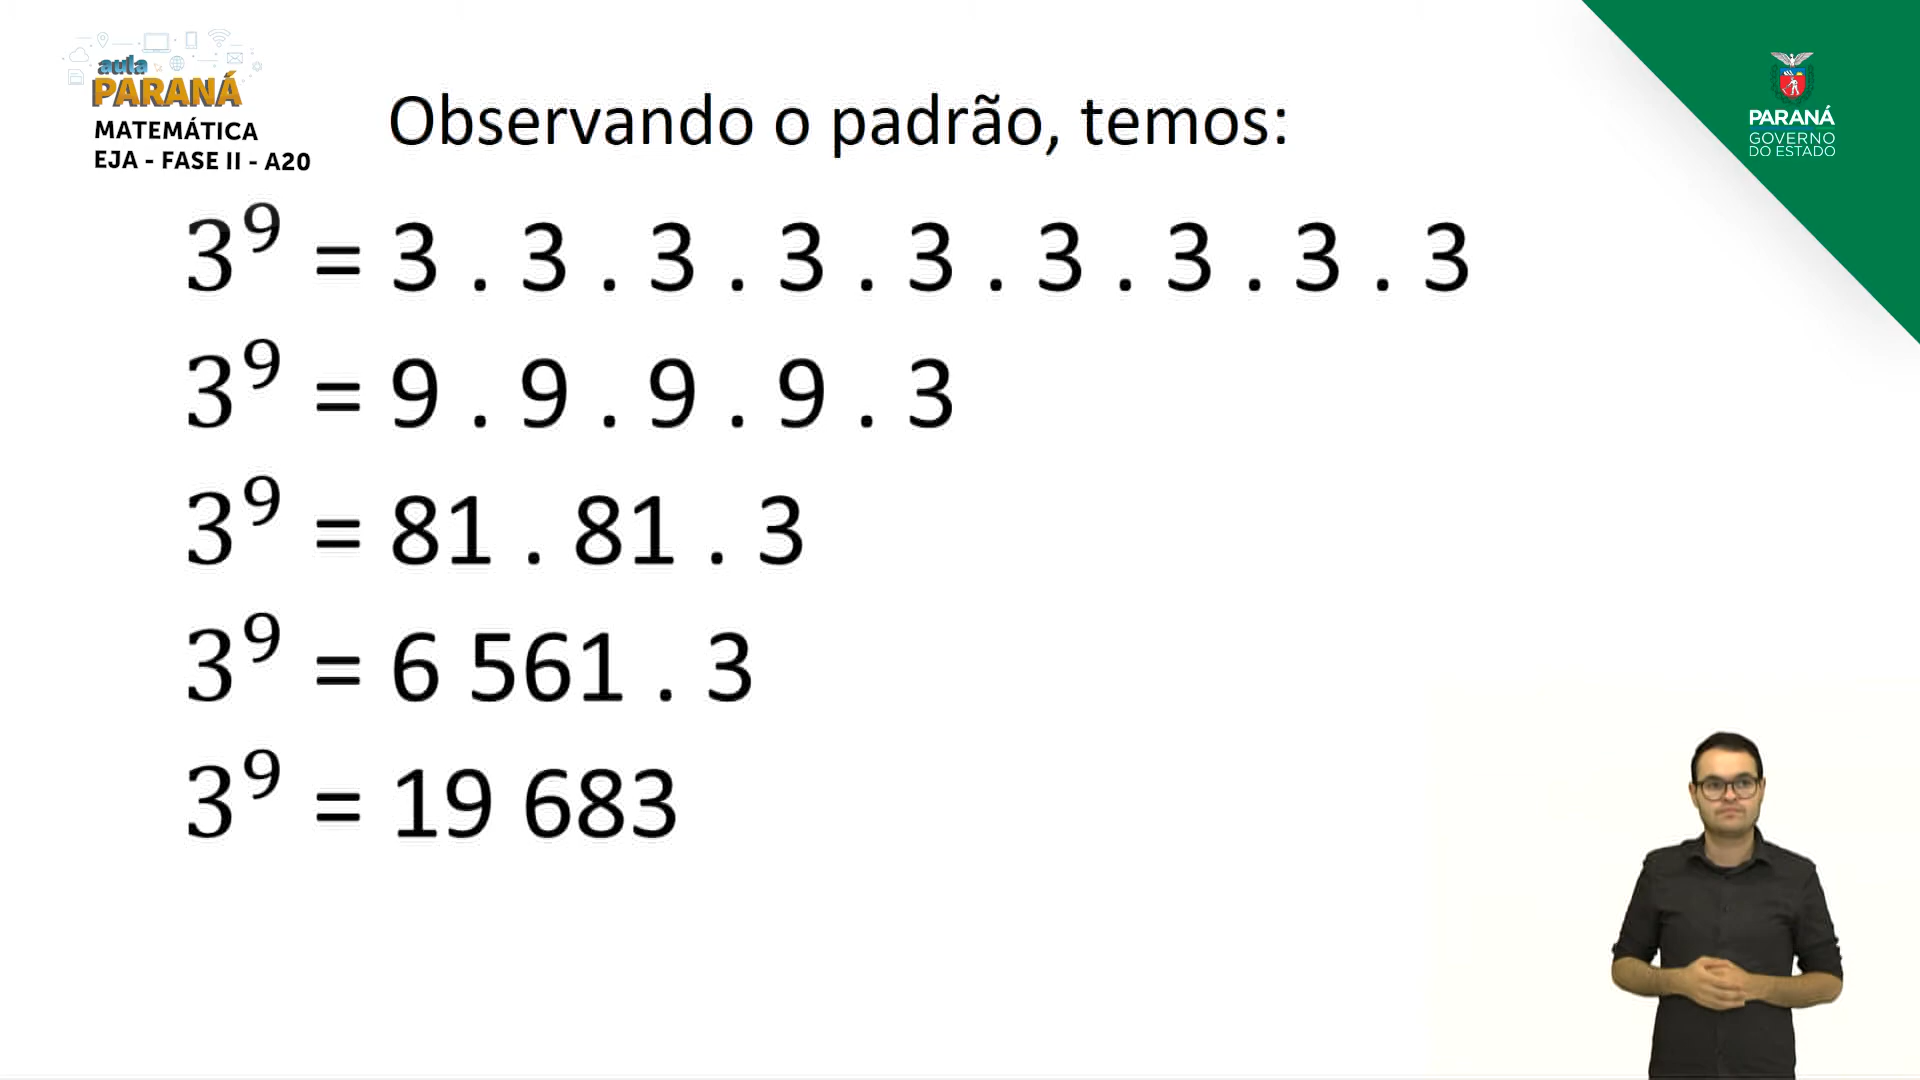 aula
PARANÁ
MATEMÁTICA
EJA - FASE II - A20
PARANÁ
GOVERNO
DO ESTADO
Observando o padrão, temos:
3⁹ = 3 . 3 . 3 . 3 . 3 . 3 . 3 . 3 . 3
3⁹ = 9 . 9 . 9 . 9 . 3
3⁹ = 81 . 81 . 3
3⁹ = 6 561 . 3
3⁹ = 19 683